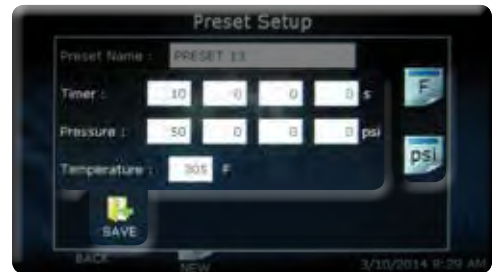 Preset Setup
Preset Name : PRESET 13
Timer : 10 0 0 0 s
F
Pressure : 50 0 0 0 psi
psi
Temperature : 305 F
SAVE
BACK
NEW
3/10/2014 8:29 AM